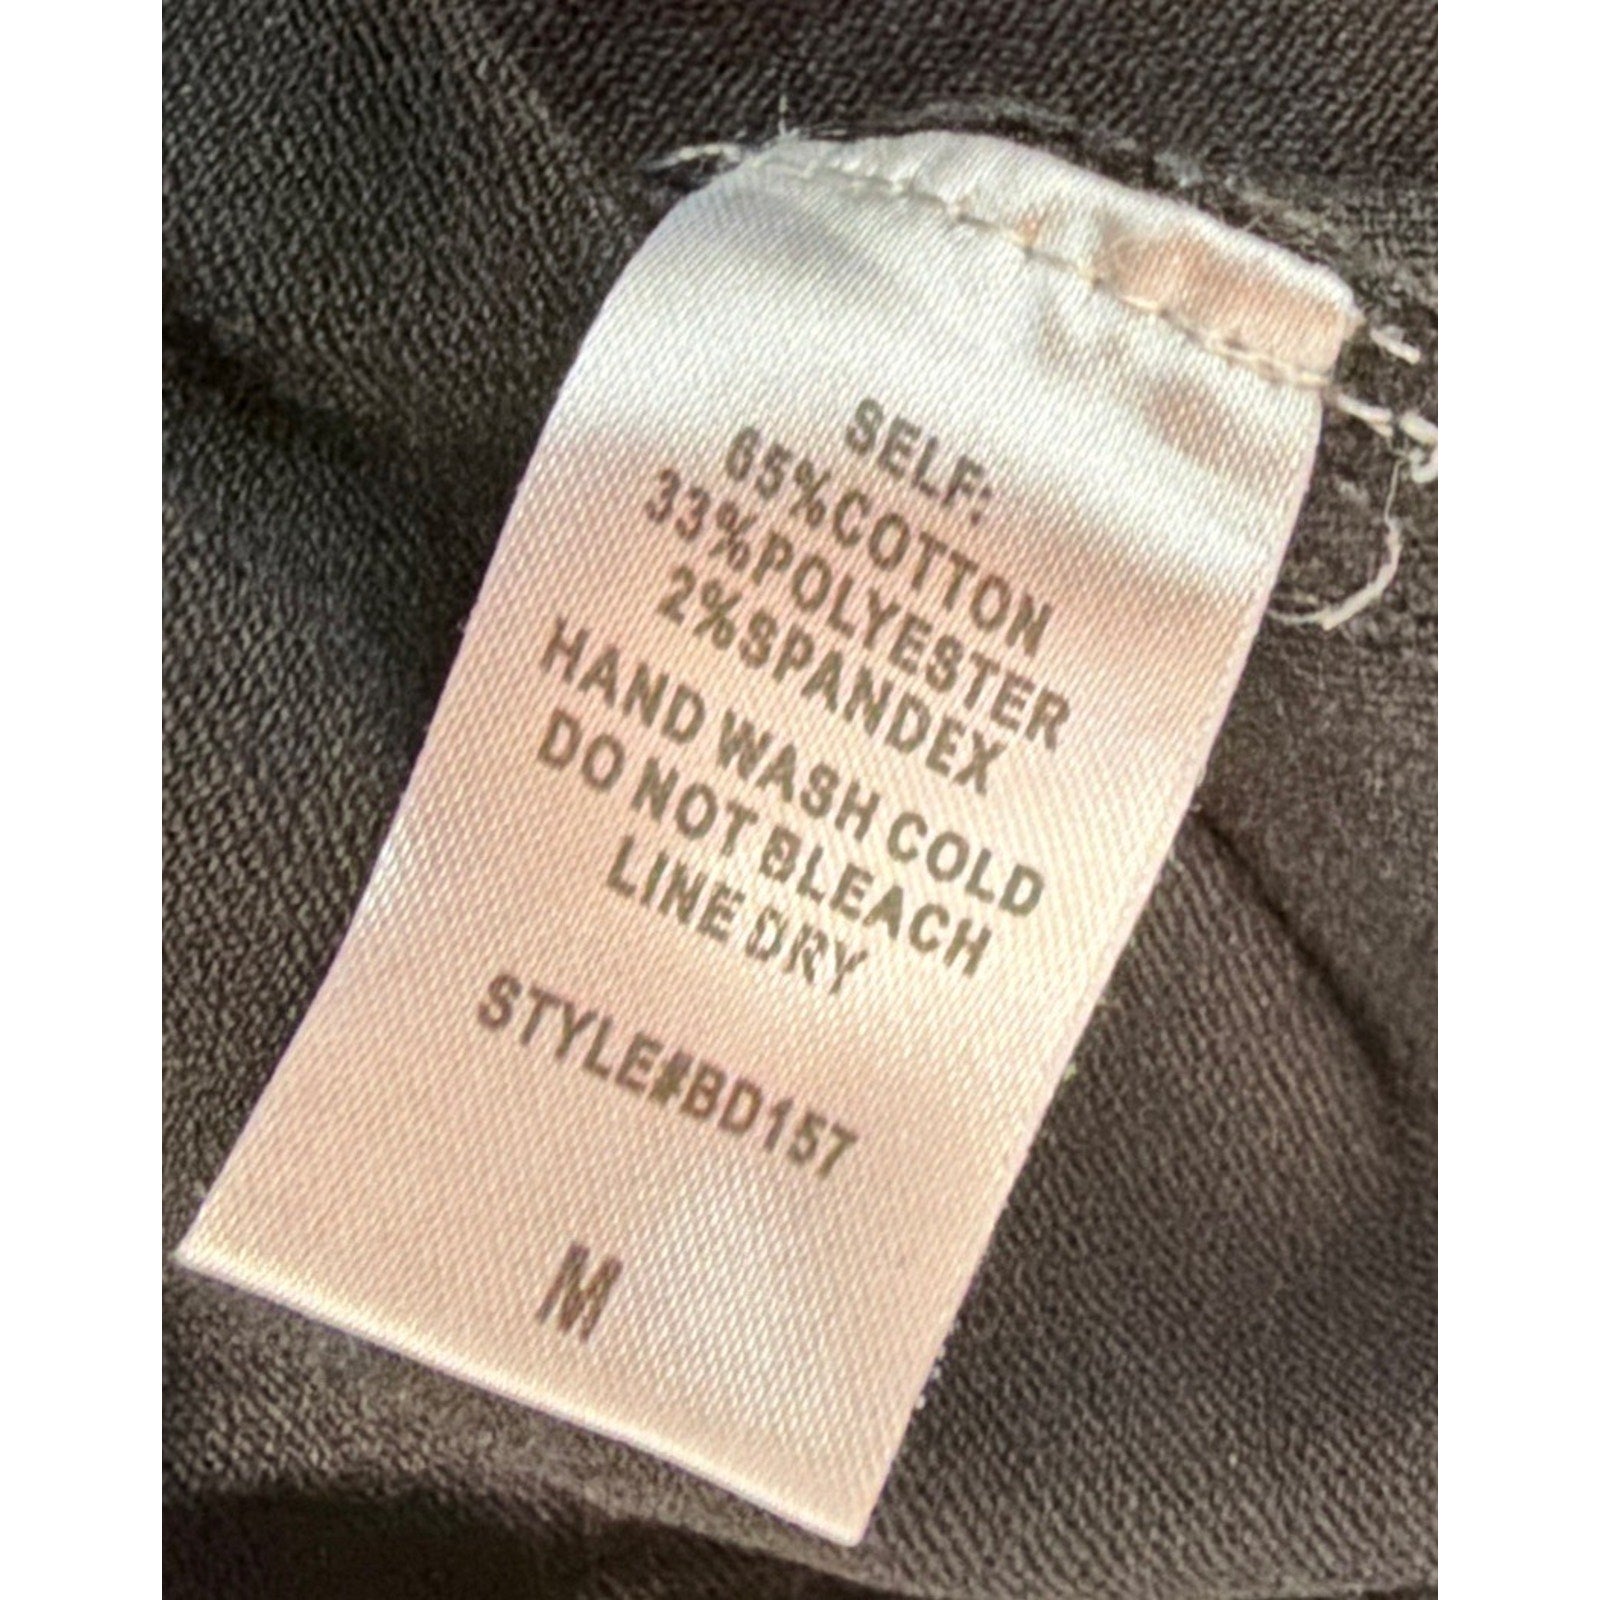 SELF:
65%COTTON
33%POLYESTER
2%SPANDEX
HAND WASH COLD
DO NOT BLEACH
LINE DRY
STYLE#BD157
M